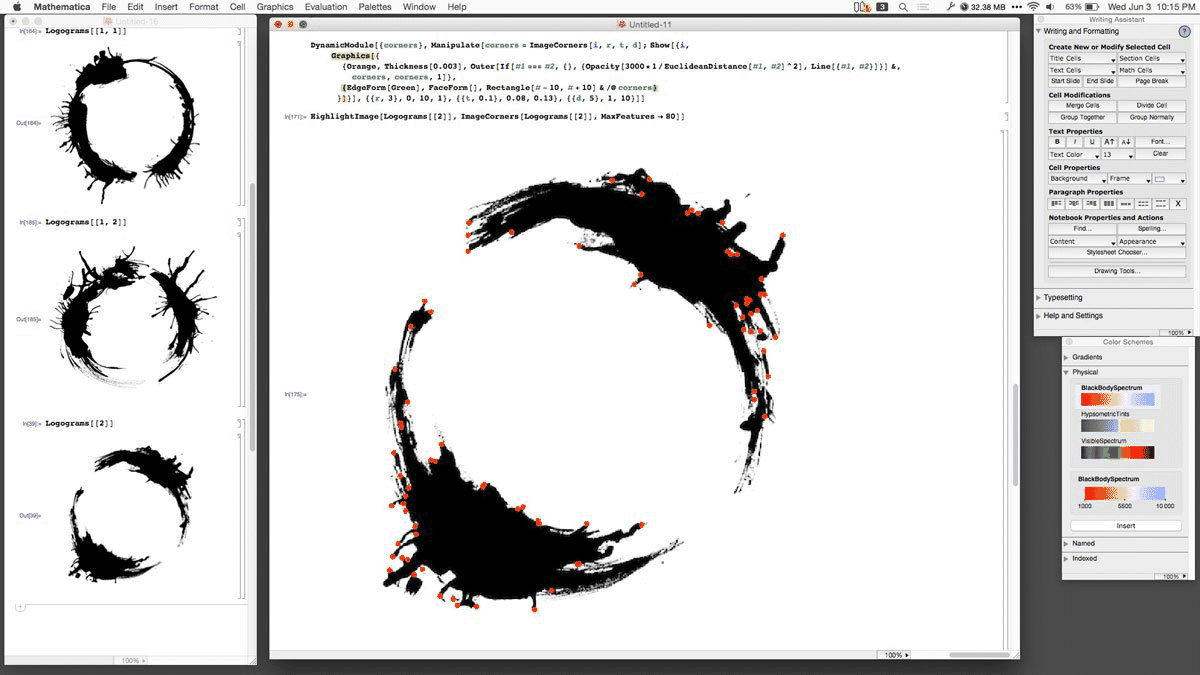 Mathematica File Edit Insert Format Cell Graphics Evaluation Palettes Window Help 3 32.38 MB 63% Wed Jun 3 10:15 PM
Untitled-16
In[184]:= Logograms[[1, 1]]
Out[184]=
In[185]:= Logograms[[1, 2]]
Out[185]=
In[39]:= Logograms[[2]]
Out[39]=
100%
Untitled-11
DynamicModule[{corners}, Manipulate[corners = ImageCorners[i, r, t, d]; Show[{i,
Graphics[{
{Orange, Thickness[0.003], Outer[If[#1 === #2, {}, {Opacity[3000*1/EuclideanDistance[#1, #2]^2], Line[{#1, #2}]}] &,
corners, corners, 1]},
{EdgeForm[Green], FaceForm[], Rectangle[# - 10, # + 10] & /@ corners}
}]}], {{r, 3}, 0, 10, 1}, {{t, 0.1}, 0.08, 0.13}, {{d, 5}, 1, 10}]]
In[171]:= HighlightImage[Logograms[[2]], ImageCorners[Logograms[[2]], MaxFeatures → 80]]
In[175]:=
100%
Writing Assistant
Writing and Formatting
?
Create New or Modify Selected Cell
Title Cells Section Cells
Text Cells Math Cells
Start Slide End Slide Page Break
Cell Modifications
Merge Cells Divide Cell
Group Together Group Normally
Text Properties
B I U A↑ A↓ Font...
Text Color 13 Clear
Cell Properties
Background Frame
Paragraph Properties
X
Notebook Properties and Actions
Find... Spelling...
Content Appearance
Stylesheet Chooser...
Drawing Tools...
Typesetting
Help and Settings
100%
Color Schemes
Gradients
Physical
BlackBodySpectrum
HypsometricTints
VisibleSpectrum
BlackBodySpectrum
1000 5500 10 000
Insert
Named
Indexed
100%